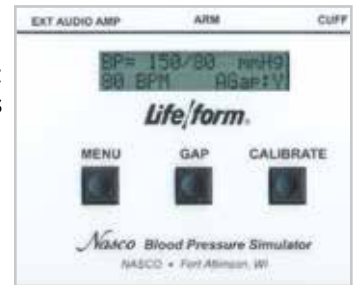 EXT AUDIO AMP ARM CUFF
BP= 150/80 mmHg
80 BPM AGap:Y
Life/form®
MENU GAP CALIBRATE
Nasco Blood Pressure Simulator
NASCO • Fort Atkinson, WI